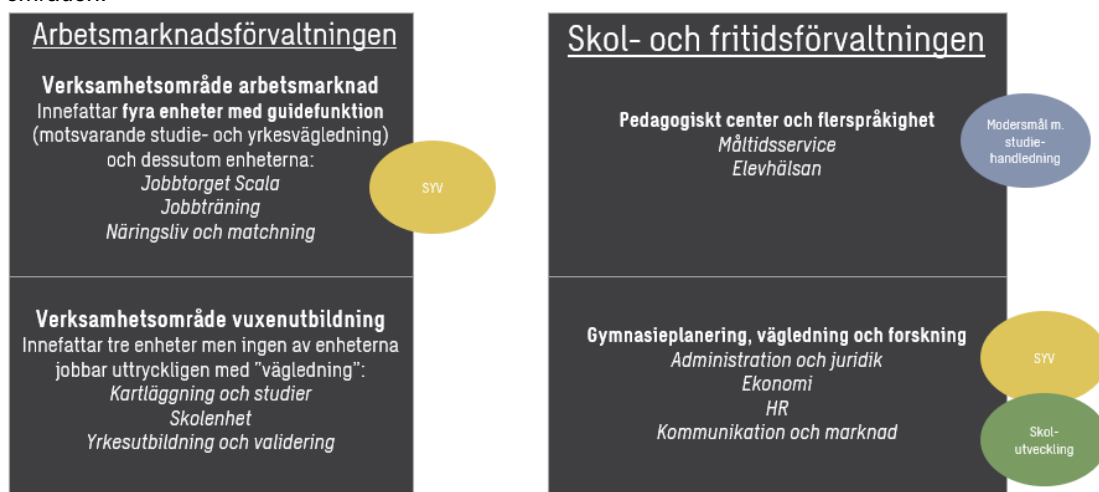 områden.
Arbetsmarknadsförvaltningen
Verksamhetsområde arbetsmarknad
Innefattar fyra enheter med guidefunktion
(motsvarande studie- och yrkesvägledning)
och dessutom enheterna:
Jobbtorget Scala
Jobbträning
Näringsliv och matchning
SYV
Verksamhetsområde vuxenutbildning
Innefattar tre enheter men ingen av enheterna
jobbar uttryckligen med ”vägledning”:
Kartläggning och studier
Skolenhet
Yrkesutbildning och validering
Skol- och fritidsförvaltningen
Pedagogiskt center och flerspråkighet
Måltidsservice
Elevhälsan
Modersmål m.
studie-
handledning
Gymnasieplanering, vägledning och forskning
Administration och juridik
Ekonomi
HR
Kommunikation och marknad
SYV
Skol-
utveckling